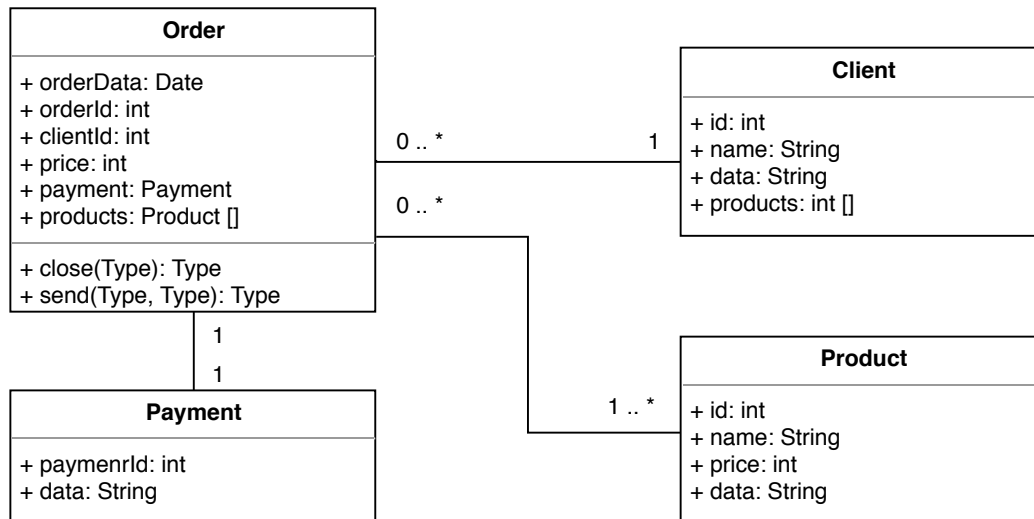 Order
+ orderData: Date
+ orderId: int
+ clientId: int
+ price: int
+ payment: Payment
+ products: Product []
+ close(Type): Type
+ send(Type, Type): Type
0 .. *
1
0 .. *
Client
+ id: int
+ name: String
+ data: String
+ products: int []
1
1
Payment
+ paymenrId: int
+ data: String
1 .. *
Product
+ id: int
+ name: String
+ price: int
+ data: String